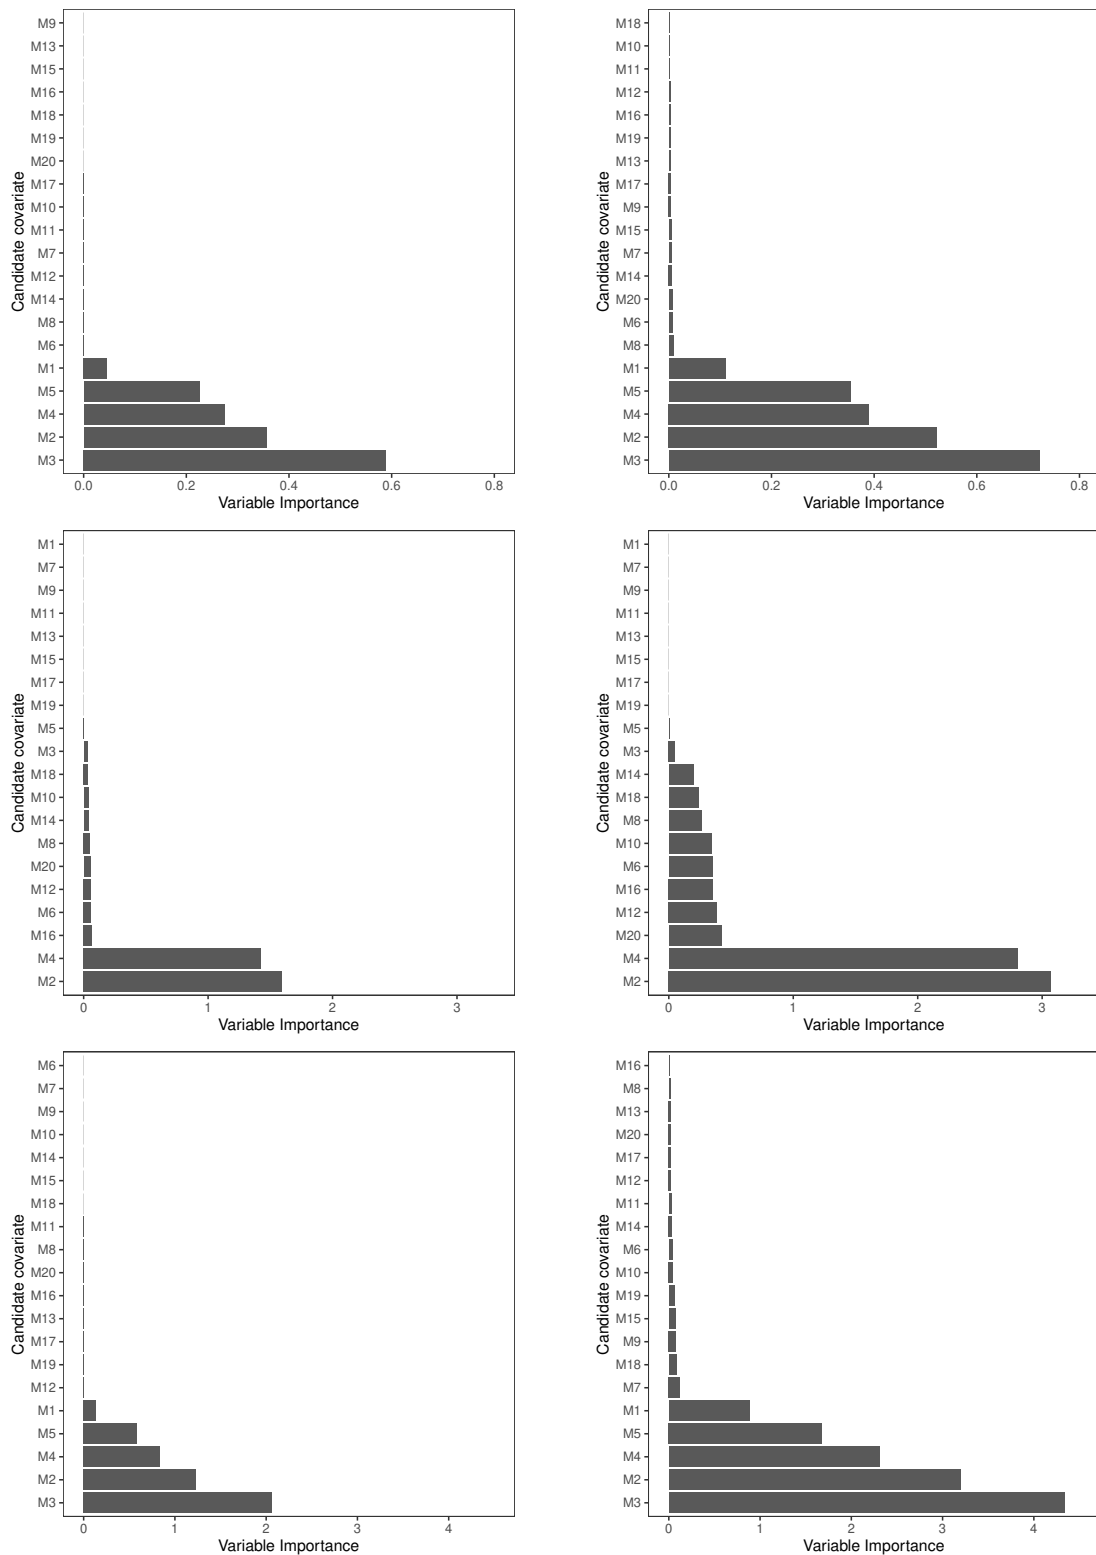 Candidate covariate
M9
M13
M15
M16
M18
M19
M20
M17
M10
M11
M7
M12
M14
M8
M6
M1
M5
M4
M2
M3
0.0 0.2 0.4 0.6 0.8
Variable Importance
Candidate covariate
M18
M10
M11
M12
M16
M19
M13
M17
M9
M15
M7
M14
M20
M6
M8
M1
M5
M4
M2
M3
0.0 0.2 0.4 0.6 0.8
Variable Importance
Candidate covariate
M1
M7
M9
M11
M13
M15
M17
M19
M5
M3
M18
M10
M14
M8
M20
M12
M6
M16
M4
M2
0 1 2 3
Variable Importance
Candidate covariate
M1
M7
M9
M11
M13
M15
M17
M19
M5
M3
M14
M18
M8
M10
M6
M16
M12
M20
M4
M2
0 1 2 3
Variable Importance
Candidate covariate
M6
M7
M9
M10
M14
M15
M18
M11
M8
M20
M16
M13
M17
M19
M12
M1
M5
M4
M2
M3
0 1 2 3 4
Variable Importance
Candidate covariate
M16
M8
M13
M20
M17
M12
M11
M14
M6
M10
M19
M15
M9
M18
M7
M1
M5
M4
M2
M3
0 1 2 3 4
Variable Importance